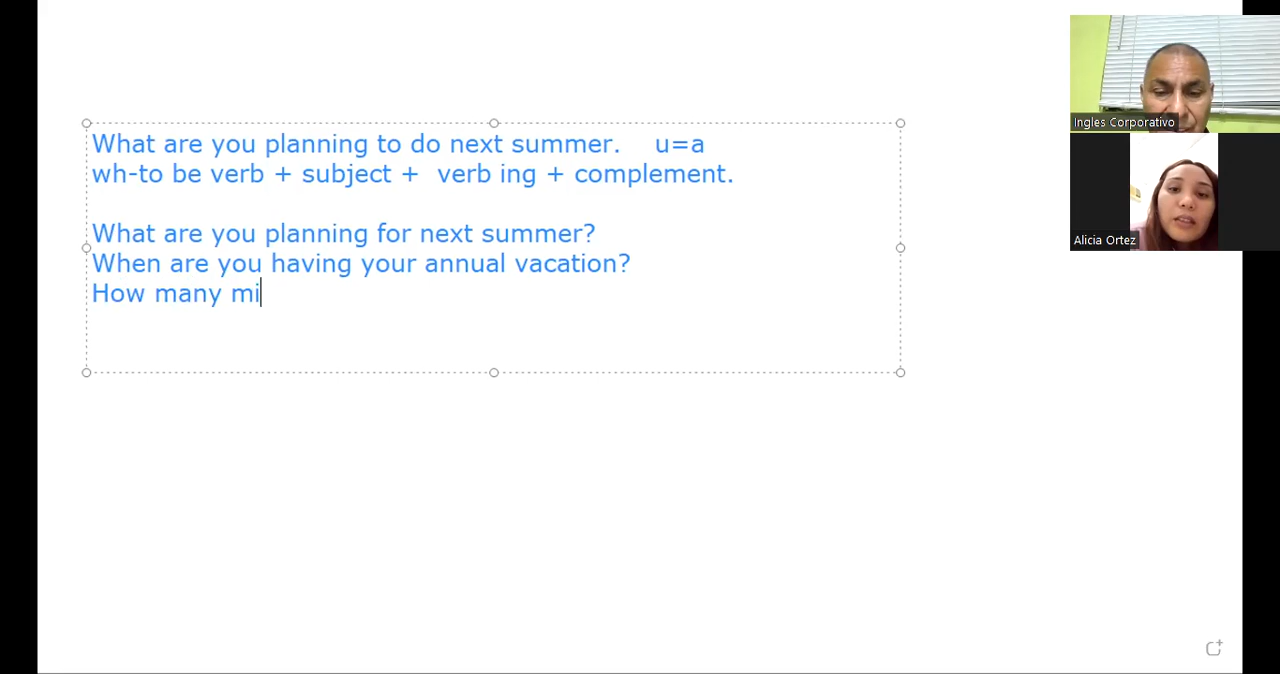 What are you planning to do next summer. u=a
wh-to be verb + subject + verb ing + complement.
What are you planning for next summer?
When are you having your annual vacation?
How many mi
Ingles Corporativo
Alicia Ortez